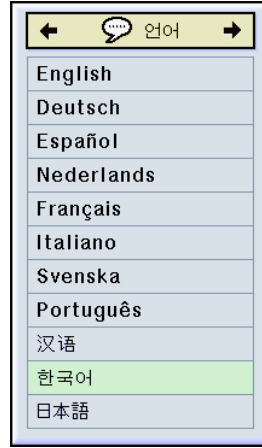 언어
English
Deutsch
Español
Nederlands
Français
Italiano
Svenska
Português
汉语
한국어
日本語